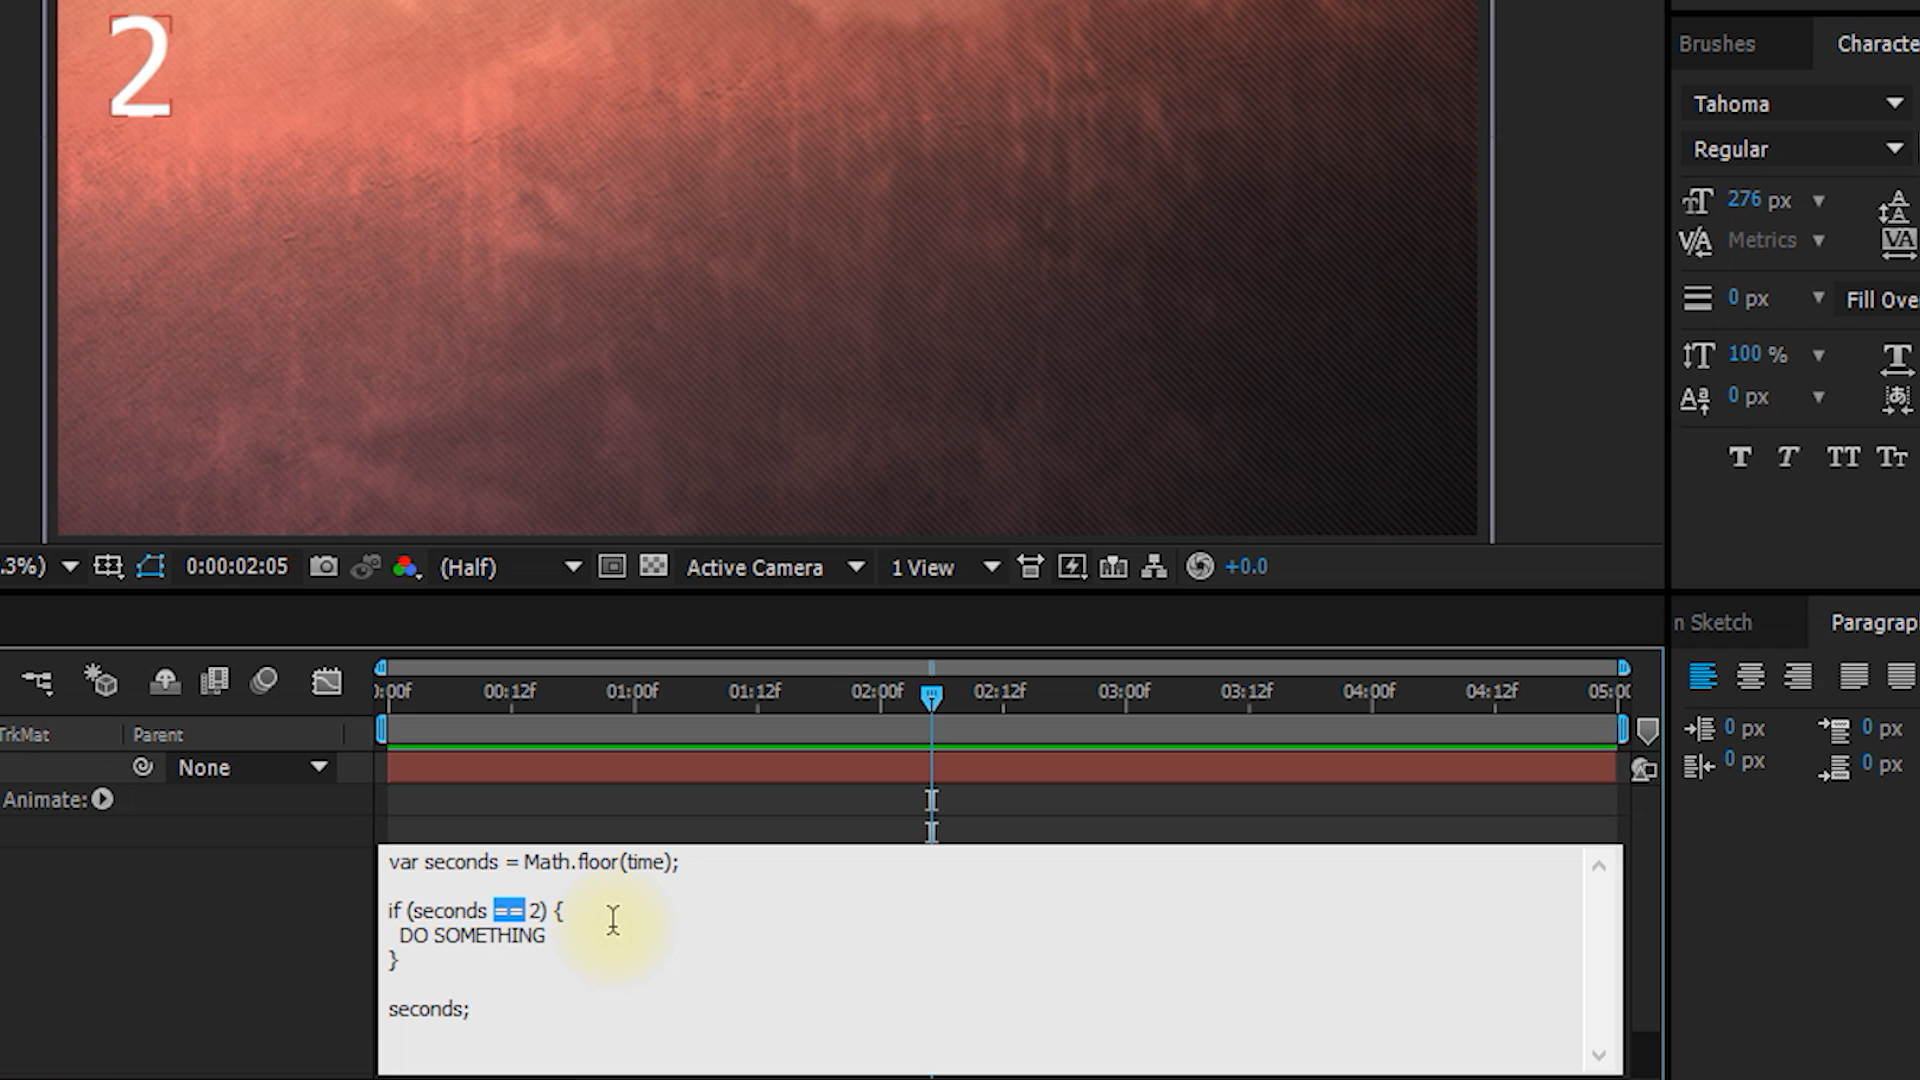 2
Brushes
Characte
Tahoma
Regular
276 px
Metrics
0 px
Fill Ove
100 %
0 px
.3%)
0:00:02:05
(Half)
Active Camera
1 View
+0.0
n Sketch
Paragrap
):00f 00:12f 01:00f 01:12f 02:00f 02:12f 03:00f 03:12f 04:00f 04:12f 05:00
TrkMat Parent
None
Animate:
0 px 0 px
0 px 0 px
var seconds = Math.floor(time);
if (seconds == 2) {
DO SOMETHING
}
seconds;